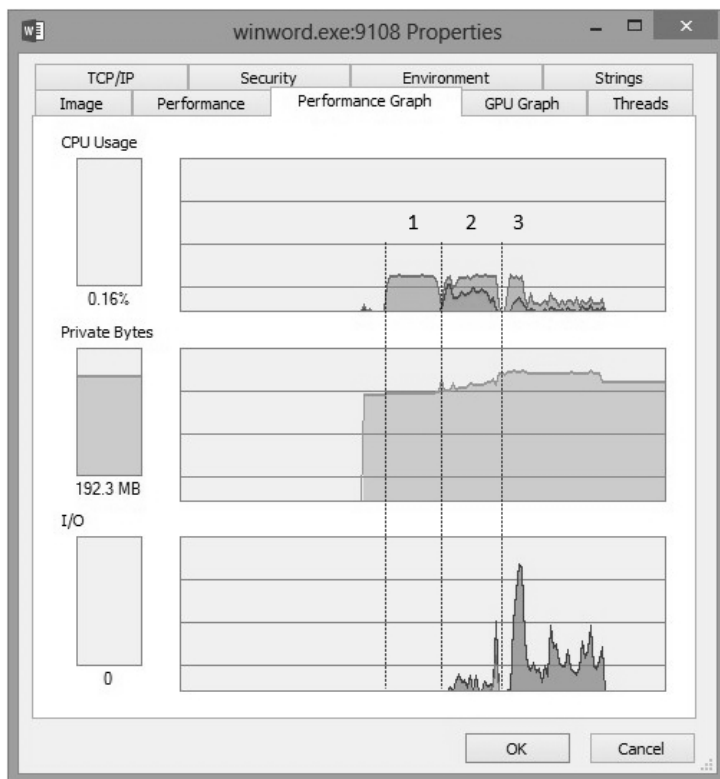 winword.exe:9108 Properties
TCP/IP Security Environment Strings
Image Performance Performance Graph GPU Graph Threads
CPU Usage
1 2 3
0.16%
Private Bytes
192.3 MB
I/O
0
OK Cancel